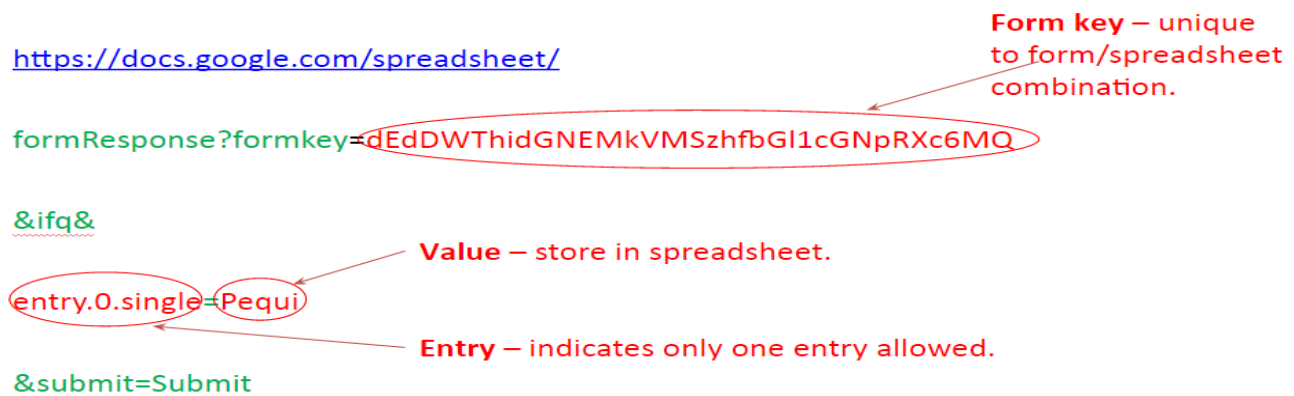 Form key – unique
to form/spreadsheet
combination.
https://docs.google.com/spreadsheet/
formResponse?formkey=dEdDWThidGNEMkVMSzhfbGl1cGNpRXc6MQ
&ifq&
Value – store in spreadsheet.
entry.0.single=Pequi
Entry – indicates only one entry allowed.
&submit=Submit